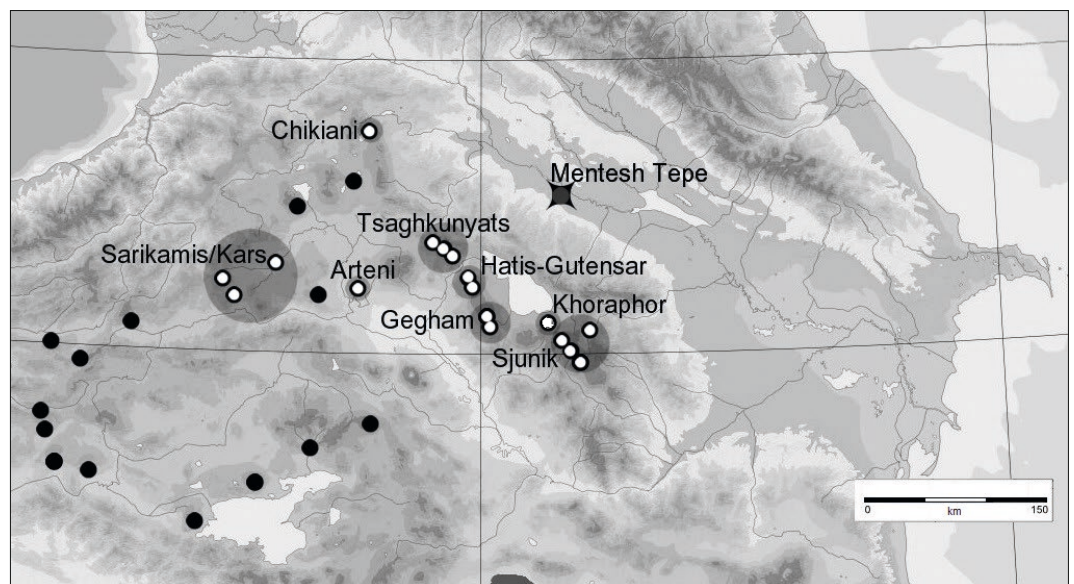 Chikiani
Mentesh Tepe
Tsaghkunyats
Sarikamis/Kars
Arteni
Hatis-Gutensar
Khoraphor
Gegham
Sjunik
0 km 150